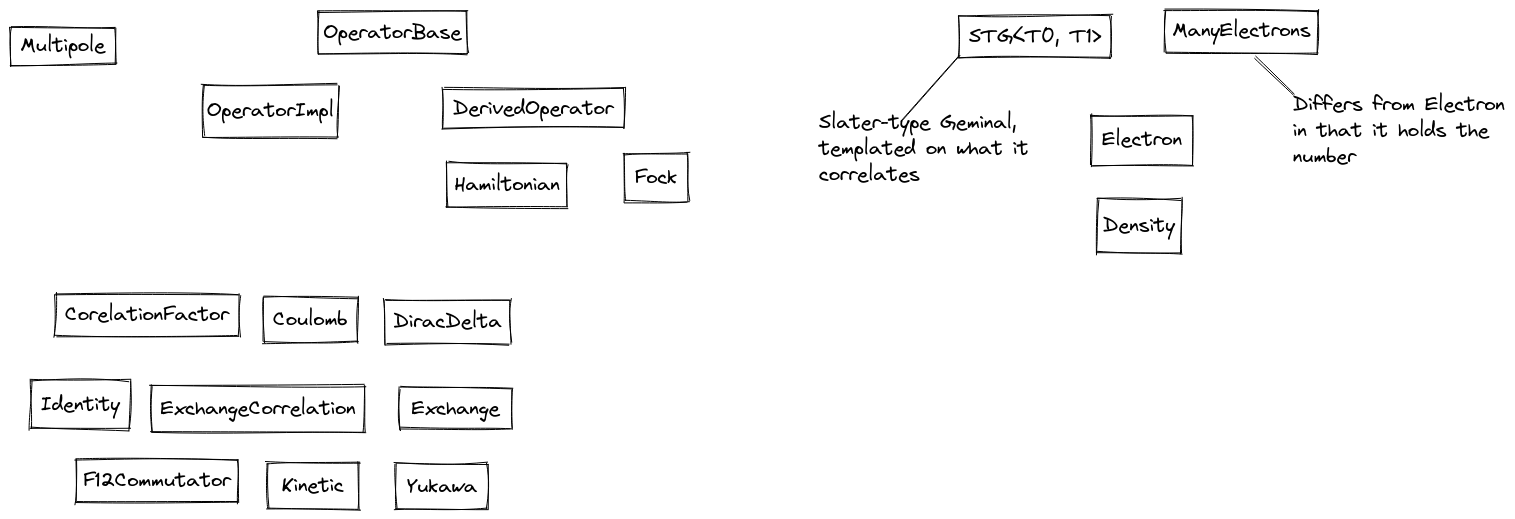 Multipole
OperatorBase
OperatorImpl
DerivedOperator
Hamiltonian
Fock
CorelationFactor
Coulomb
DiracDelta
Identity
ExchangeCorrelation
Exchange
F12Commutator
Kinetic
Yukawa
STG<T0, T1>
ManyElectrons
Slater-type Geminal,
templated on what it
correlates
Electron
Density
Differs from Electron
in that it holds the
number